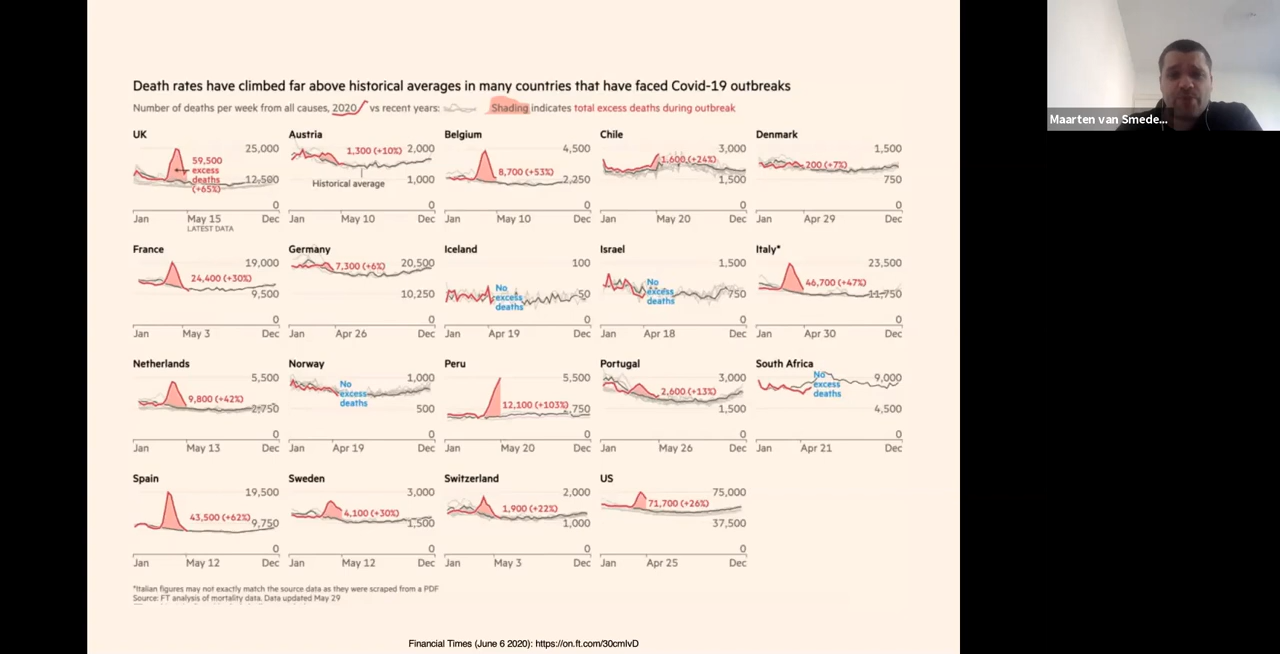 Death rates have climbed far above historical averages in many countries that have faced Covid-19 outbreaks
Number of deaths per week from all causes, 2020 vs recent years: Shading indicates total excess deaths during outbreak
Maarten van Smede...
UK
25,000
59,500
excess
deaths
(+65%)
12,500
0
Jan May 15 Dec
LATEST DATA
Austria
1,300 (+10%) 2,000
Historical average
1,000
0
Jan May 10 Dec
Belgium
4,500
8,700 (+53%)
2,250
0
Jan May 10 Dec
Chile
3,000
1,600 (+24%)
1,500
0
Jan May 20 Dec
Denmark
1,500
200 (+7%)
750
0
Jan Apr 29 Dec
France
19,000
24,400 (+30%)
9,500
0
Jan May 3 Dec
Germany
20,500
7,300 (+6%)
10,250
0
Jan Apr 26 Dec
Iceland
100
No
excess
deaths
50
0
Jan Apr 19 Dec
Israel
1,500
No
excess
deaths
750
0
Jan Apr 18 Dec
Italy*
23,500
46,700 (+47%)
11,750
0
Jan Apr 30 Dec
Netherlands
5,500
9,800 (+42%)
2,750
0
Jan May 13 Dec
Norway
1,000
No
excess
deaths
500
0
Jan Apr 19 Dec
Peru
5,500
12,100 (+103%)
0
Jan May 20 Dec
Portugal
3,000
2,600 (+13%)
1,500
0
Jan May 26 Dec
South Africa
No
excess
deaths
9,000
4,500
0
Jan Apr 21 Dec
Spain
19,500
43,500 (+62%)
9,750
0
Jan May 12 Dec
Sweden
3,000
4,100 (+30%)
1,500
0
Jan May 12 Dec
Switzerland
2,000
1,900 (+22%)
1,000
0
Jan May 3 Dec
US
75,000
71,700 (+26%)
37,500
0
Jan Apr 25 Dec
*Italian figures may not exactly match the source data as they were scraped from a PDF
Source: FT analysis of mortality data. Data updated May 29
Financial Times (June 6 2020): https://on.ft.com/30cmIvD